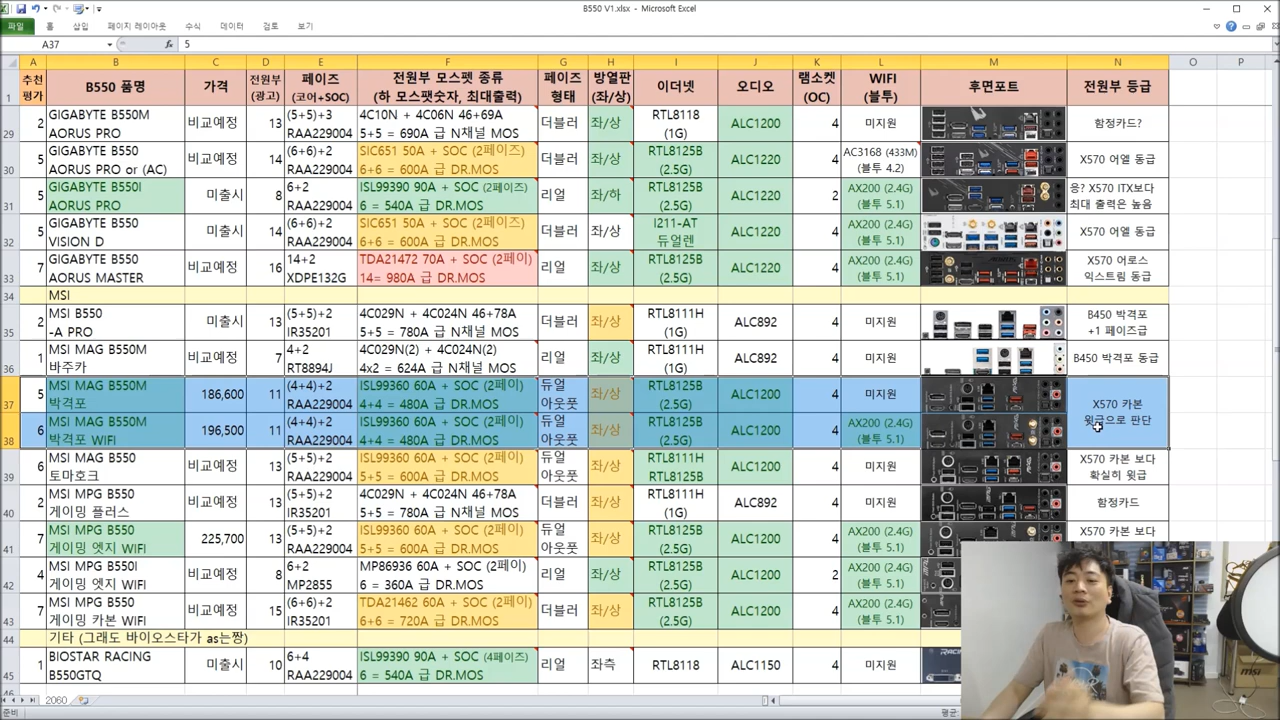 B550 V1.xlsx - Microsoft Excel
파일 홈 삽입 페이지 레이아웃 수식 데이터 검토 보기
A37 fx 5
A B C D E F G H I J K L M N O P
1 추천평가 B550 품명 가격 전원부 (광고) 페이즈 (코어+SOC) 전원부 모스펫 종류 (하 모스펫숫자, 최대출력) 페이즈 형태 방열판 (좌/상) 이더넷 오디오 램소켓 (OC) WIFI (블투) 후면포트 전원부 등급
29 2 GIGABYTE B550M AORUS PRO 비교예정 13 (5+5)+3 RAA229004 4C10N + 4C06N 46+69A 5+5 = 690A 급 N채널 MOS 더블러 좌/상 RTL8118 (1G) ALC1200 4 미지원 함정카드?
30 5 GIGABYTE B550 AORUS PRO or (AC) 비교예정 14 (6+6)+2 RAA229004 SIC651 50A + SOC (2페이즈) 6+6 = 600A 급 DR.MOS 더블러 좌/상 RTL8125B (2.5G) ALC1220 4 AC3168 (433M) (블투 4.2) X570 어엘 동급
31 5 GIGABYTE B550I AORUS PRO 미출시 8 6+2 RAA229004 ISL99390 90A + SOC (2페이즈) 6 = 540A 급 DR.MOS 리얼 좌/하 RTL8125B (2.5G) ALC1220 2 AX200 (2.4G) (블투 5.1) 응? X570 ITX보다 최대 출력은 높음
32 5 GIGABYTE B550 VISION D 미출시 14 (6+6)+2 RAA229004 SIC651 50A + SOC (2페이즈) 6+6 = 600A 급 DR.MOS 더블러 좌/상 I211-AT 듀얼렌 ALC1220 4 AX200 (2.4G) (블투 5.1) X570 어엘 동급
33 7 GIGABYTE B550 AORUS MASTER 비교예정 16 14+2 XDPE132G TDA21472 70A + SOC (2페이즈) 14= 980A 급 DR.MOS 리얼 좌/상 RTL8125B (2.5G) ALC1220 4 AX200 (2.4G) (블투 5.1) X570 어로스 익스트림 동급
34 MSI
35 2 MSI B550 -A PRO 미출시 13 (5+5)+2 IR35201 4C029N + 4C024N 46+78A 5+5 = 780A 급 N채널 MOS 더블러 좌/상 RTL8111H (1G) ALC892 4 미지원 B450 박격포 +1 페이즈급
36 1 MSI MAG B550M 바주카 비교예정 7 4+2 RT8894J 4C029N(2) + 4C024N(2) 4x2 = 624A 급 N채널 MOS 리얼 좌/상 RTL8111H (1G) ALC892 4 미지원 B450 박격포 동급
37 5 MSI MAG B550M 박격포 186,600 11 (4+4)+2 RAA229004 ISL99360 60A + SOC (2페이) 4+4 = 480A 급 DR.MOS 듀얼 아웃풋 좌/상 RTL8125B (2.5G) ALC1200 4 미지원 X570 카본 윗급으로 판단
38 6 MSI MAG B550M 박격포 WIFI 196,500 11 (4+4)+2 RAA229004 ISL99360 60A + SOC (2페이) 4+4 = 480A 급 DR.MOS 듀얼 아웃풋 좌/상 RTL8125B (2.5G) ALC1200 4 AX200 (2.4G) (블투 5.1)
39 6 MSI MAG B550 토마호크 비교예정 13 (5+5)+2 RAA229004 ISL99360 60A + SOC (2페이) 5+5 = 600A 급 DR.MOS 듀얼 아웃풋 좌/상 RTL8111H RTL8125B ALC1200 4 미지원 X570 카본 보다 확실히 윗급
40 2 MSI MPG B550 게이밍 플러스 비교예정 13 (5+5)+2 IR35201 4C029N + 4C024N 46+78A 5+5 = 780A 급 N채널 MOS 더블러 좌/상 RTL8111H (1G) ALC892 4 미지원 함정카드
41 7 MSI MPG B550 게이밍 엣지 WIFI 225,700 13 (5+5)+2 RAA229004 ISL99360 60A + SOC (2페이) 5+5 = 600A 급 DR.MOS 듀얼 아웃풋 좌/상 RTL8125B (2.5G) ALC1200 4 AX200 (2.4G) (블투 5.1) X570 카본 보다
42 4 MSI MPG B550I 게이밍 엣지 WIFI 비교예정 8 6+2 MP2855 MP86936 60A + SOC (2페이) 6 = 360A 급 DR.MOS 리얼 좌/상 RTL8125B (2.5G) ALC1200 2 AX200 (2.4G) (블투 5.1)
43 7 MSI MPG B550 게이밍 카본 WIFI 비교예정 15 (6+6)+2 IR35201 TDA21462 60A + SOC (2페이) 6+6 = 720A 급 DR.MOS 더블러 좌/상 RTL8125B (2.5G) ALC1200 4 AX200 (2.4G) (블투 5.1)
44 기타 (그래도 바이오스타가 as는짱)
45 1 BIOSTAR RACING B550GTQ 미출시 10 6+4 RAA229004 ISL99390 90A + SOC (4페이즈) 6 = 540A 급 DR.MOS 리얼 좌측 RTL8118 ALC1150 4 미지원 RACING
46
2060
준비 평균: